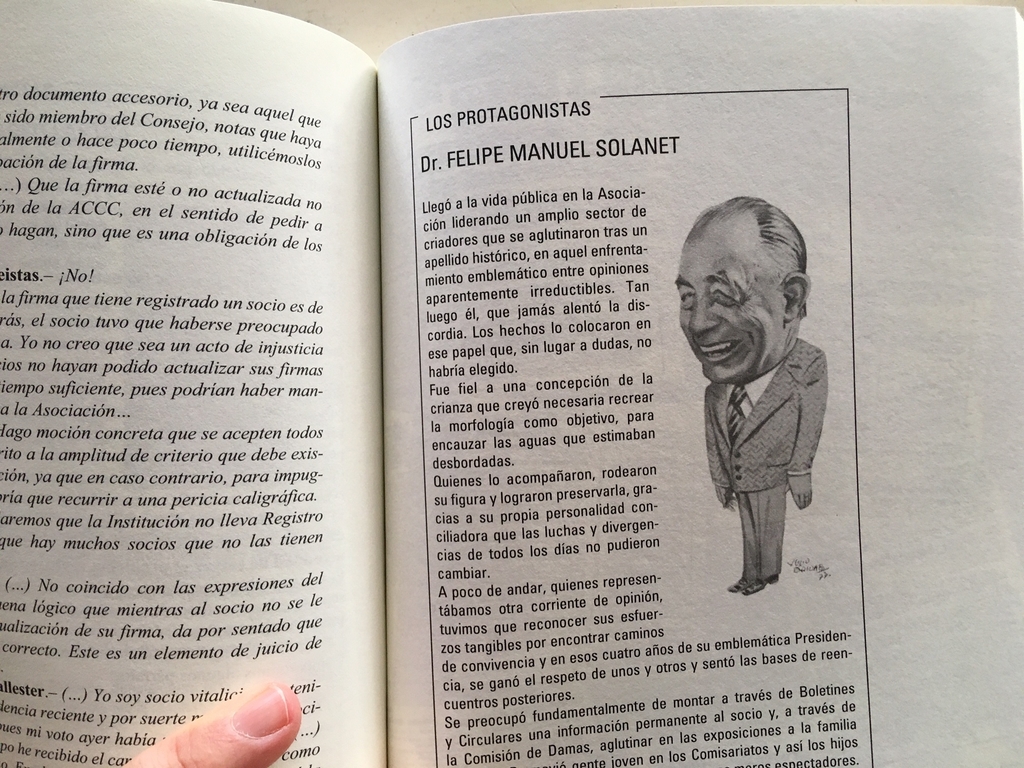 tro documento accesorio, ya sea aquel que
sido miembro del Consejo, notas que haya
almente o hace poco tiempo, utilicémoslos
pación de la firma.
...) Que la firma esté o no actualizada no
ón de la ACCC, en el sentido de pedir a
o hagan, sino que es una obligación de los
eistas.– ¡No!
la firma que tiene registrado un socio es de
rás, el socio tuvo que haberse preocupado
a. Yo no creo que sea un acto de injusticia
ios no hayan podido actualizar sus firmas
tiempo suficiente, pues podrían haber man-
a la Asociación...
Hago moción concreta que se acepten todos
rito a la amplitud de criterio que debe exis-
ción, ya que en caso contrario, para impug-
ría que recurrir a una pericia caligráfica.
aremos que la Institución no lleva Registro
que hay muchos socios que no las tienen
(...) No coincido con las expresiones del
ena lógico que mientras al socio no se le
ualización de su firma, da por sentado que
correcto. Este es un elemento de juicio de
allester.– (...) Yo soy socio vitalici teni-
dencia reciente y por suerte ci-
pues mi voto ayer había ...)
po he recibido el car como
LOS PROTAGONISTAS
Dr. FELIPE MANUEL SOLANET
Llegó a la vida pública en la Asocia-
ción liderando un amplio sector de
criadores que se aglutinaron tras un
apellido histórico, en aquel enfrenta-
miento emblemático entre opiniones
aparentemente irreductibles. Tan
luego él, que jamás alentó la dis-
cordia. Los hechos lo colocaron en
ese papel que, sin lugar a dudas, no
habría elegido.
Fue fiel a una concepción de la
crianza que creyó necesaria recrear
la morfología como objetivo, para
encauzar las aguas que estimaban
desbordadas.
Quienes lo acompañaron, rodearon
su figura y lograron preservarla, gra-
cias a su propia personalidad con-
ciliadora que las luchas y divergen-
cias de todos los días no pudieron
cambiar.
A poco de andar, quienes represen-
tábamos otra corriente de opinión,
tuvimos que reconocer sus esfuer-
zos tangibles por encontrar caminos
de convivencia y en esos cuatro años de su emblemática Presiden-
cia, se ganó el respeto de unos y otros y sentó las bases de reen-
cuentros posteriores.
Se preocupó fundamentalmente de montar a través de Boletines
y Circulares una información permanente al socio y, a través de
la Comisión de Damas, aglutinar en las exposiciones a la familia
gente joven en los Comisariatos y así los hijos
meros espectadores.